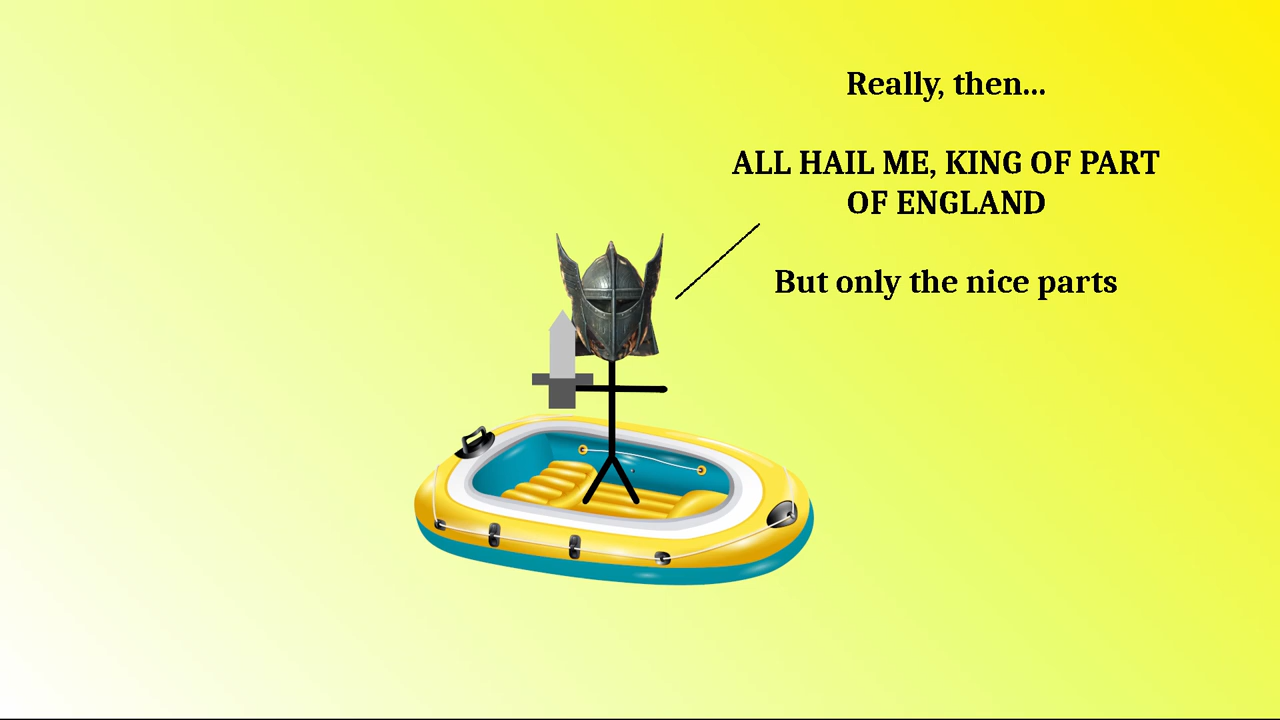 Really, then...
ALL HAIL ME, KING OF PART
OF ENGLAND
But only the nice parts